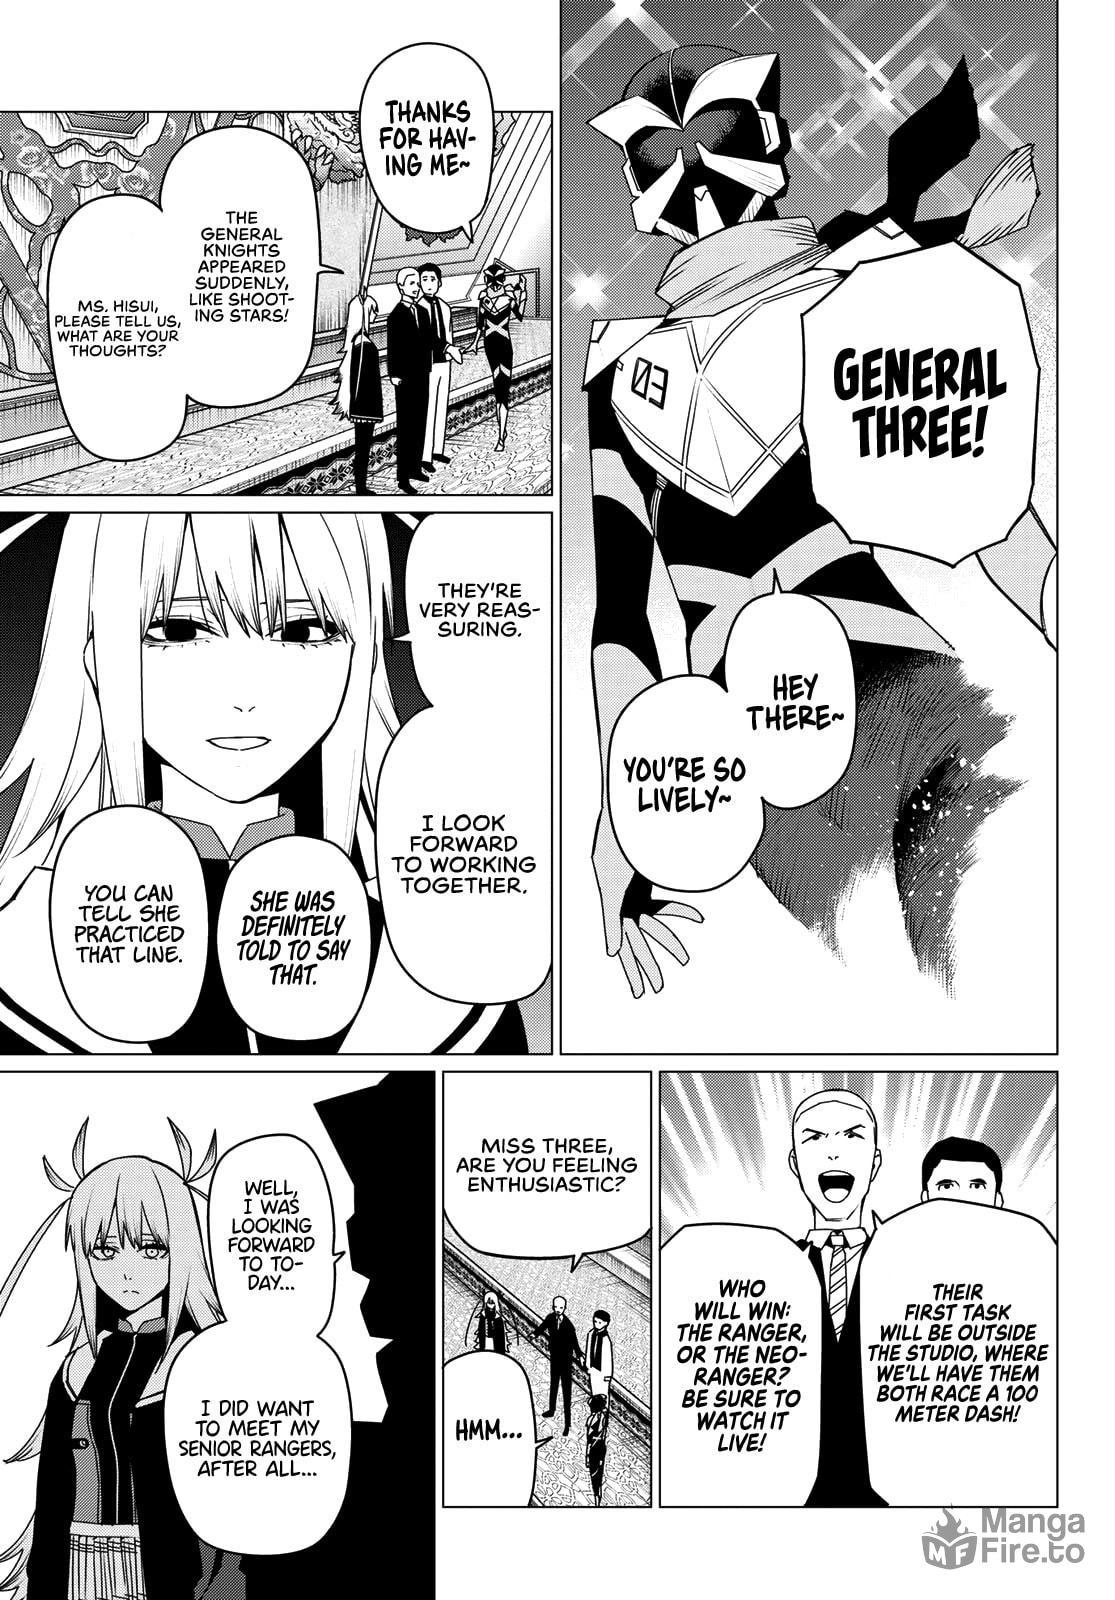 GENERAL
THREE!
03
HEY
THERE~
YOU'RE SO
LIVELY~
THANKS
FOR HAV-
ING ME~
THE
GENERAL
KNIGHTS
APPEARED
SUDDENLY,
LIKE SHOOT-
ING STARS!
MS. HISUI,
PLEASE TELL US,
WHAT ARE YOUR
THOUGHTS?
THEY'RE
VERY REAS-
SURING.
I LOOK
FORWARD
TO WORKING
TOGETHER.
SHE WAS
DEFINITELY
TOLD TO SAY
THAT.
YOU CAN
TELL SHE
PRACTICED
THAT LINE.
THEIR
FIRST TASK
WILL BE OUTSIDE
THE STUDIO, WHERE
WE'LL HAVE THEM
BOTH RACE A 100
METER DASH!
WHO
WILL WIN:
THE RANGER,
OR THE NEO-
RANGER?
BE SURE TO
WATCH IT
LIVE!
MISS THREE,
ARE YOU FEELING
ENTHUSIASTIC?
HMM...
WELL,
I WAS
LOOKING
FORWARD
TO TO-
DAY...
I DID WANT
TO MEET MY
SENIOR RANGERS,
AFTER ALL...
MF
Manga
Fire.to